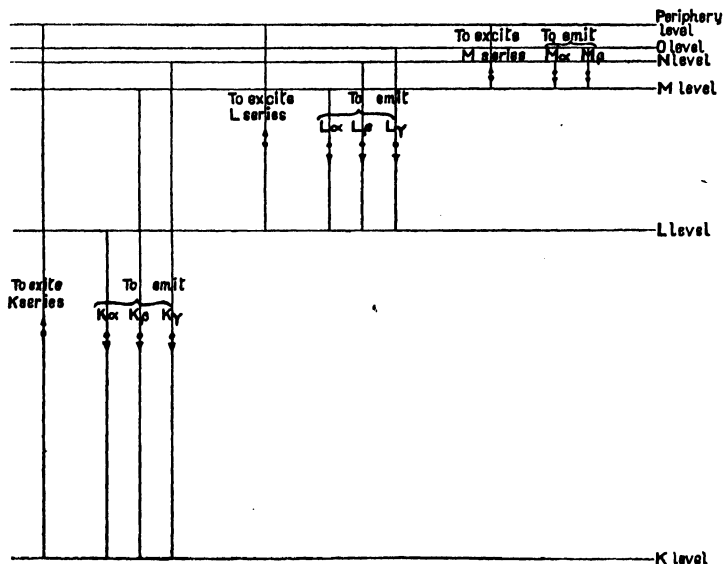 Periphery
level
O level
N level
M level
To excite
M series
To emit
Mα Mβ
To excite
L series
To emit
Lα Lβ Lγ
L level
To exite
K series
To emit
Kα Kβ Kγ
K level